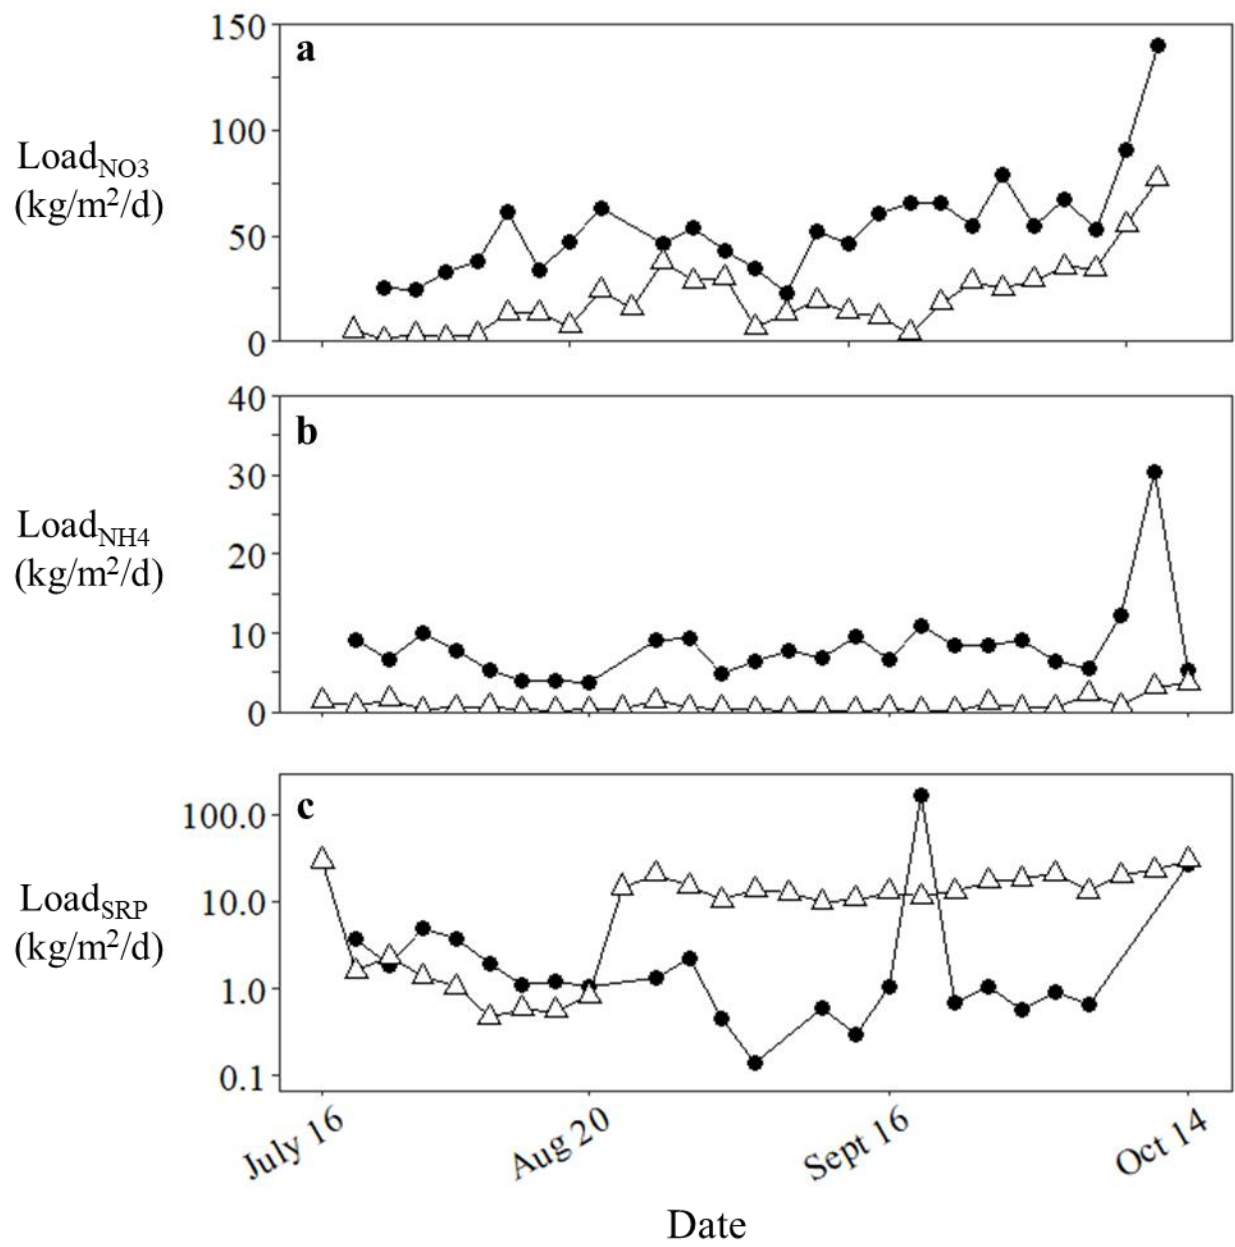 150
a
100
Load_NO3
(kg/m²/d)
50
0
40
b
30
Load_NH4
(kg/m²/d)
20
10
0
c
100.0
Load_SRP
(kg/m²/d)
10.0
1.0
0.1
July 16
Aug 20
Sept 16
Oct 14
Date